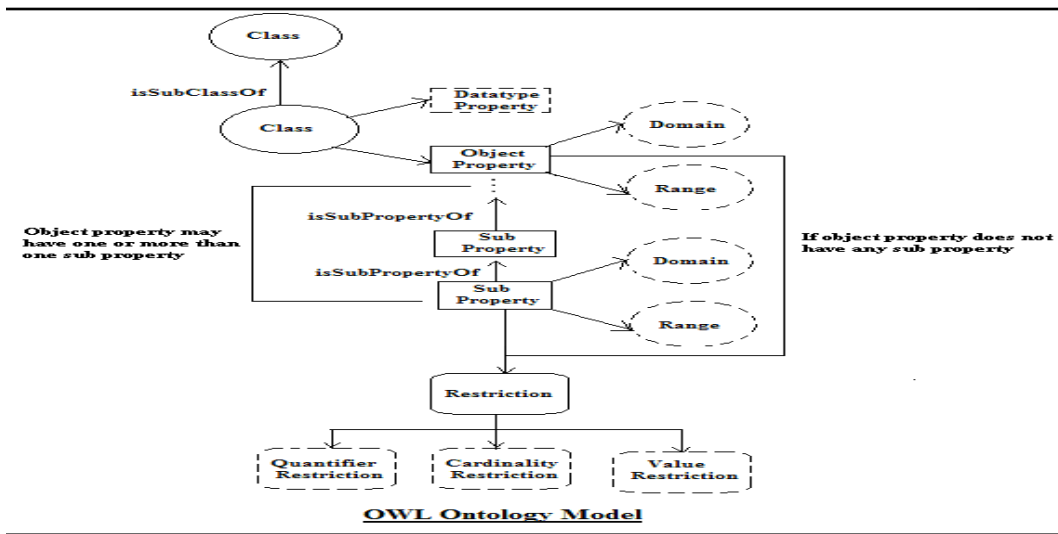 Class
isSubClassOf
Class
Datatype
Property
Domain
Object
Property
Range
isSubPropertyOf
Object property may
have one or more than
one sub property
Sub
Property
If object property does not
have any sub property
Domain
isSubPropertyOf
Sub
Property
Range
Restriction
Quantifier
Restriction
Cardinality
Restriction
Value
Restriction
OWL Ontology Model